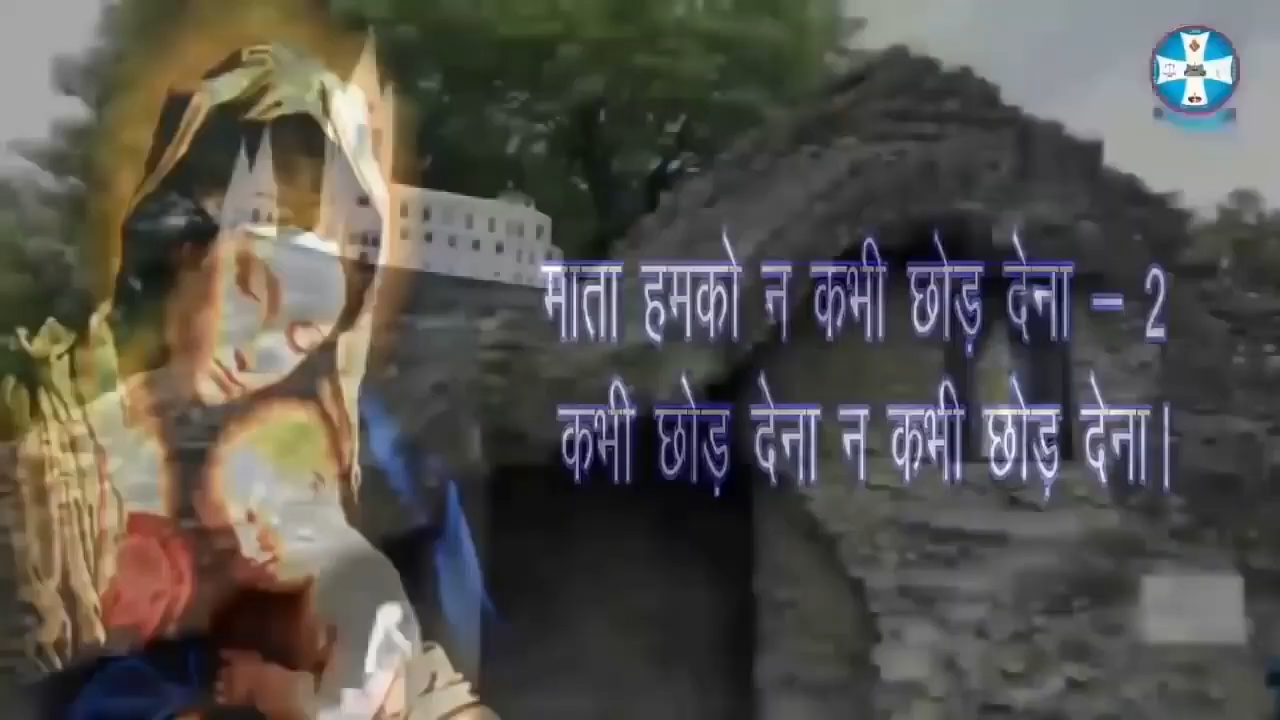 माता हमको न कभी छोड़ देना – 2
कभी छोड़ देना न कभी छोड़ देना।